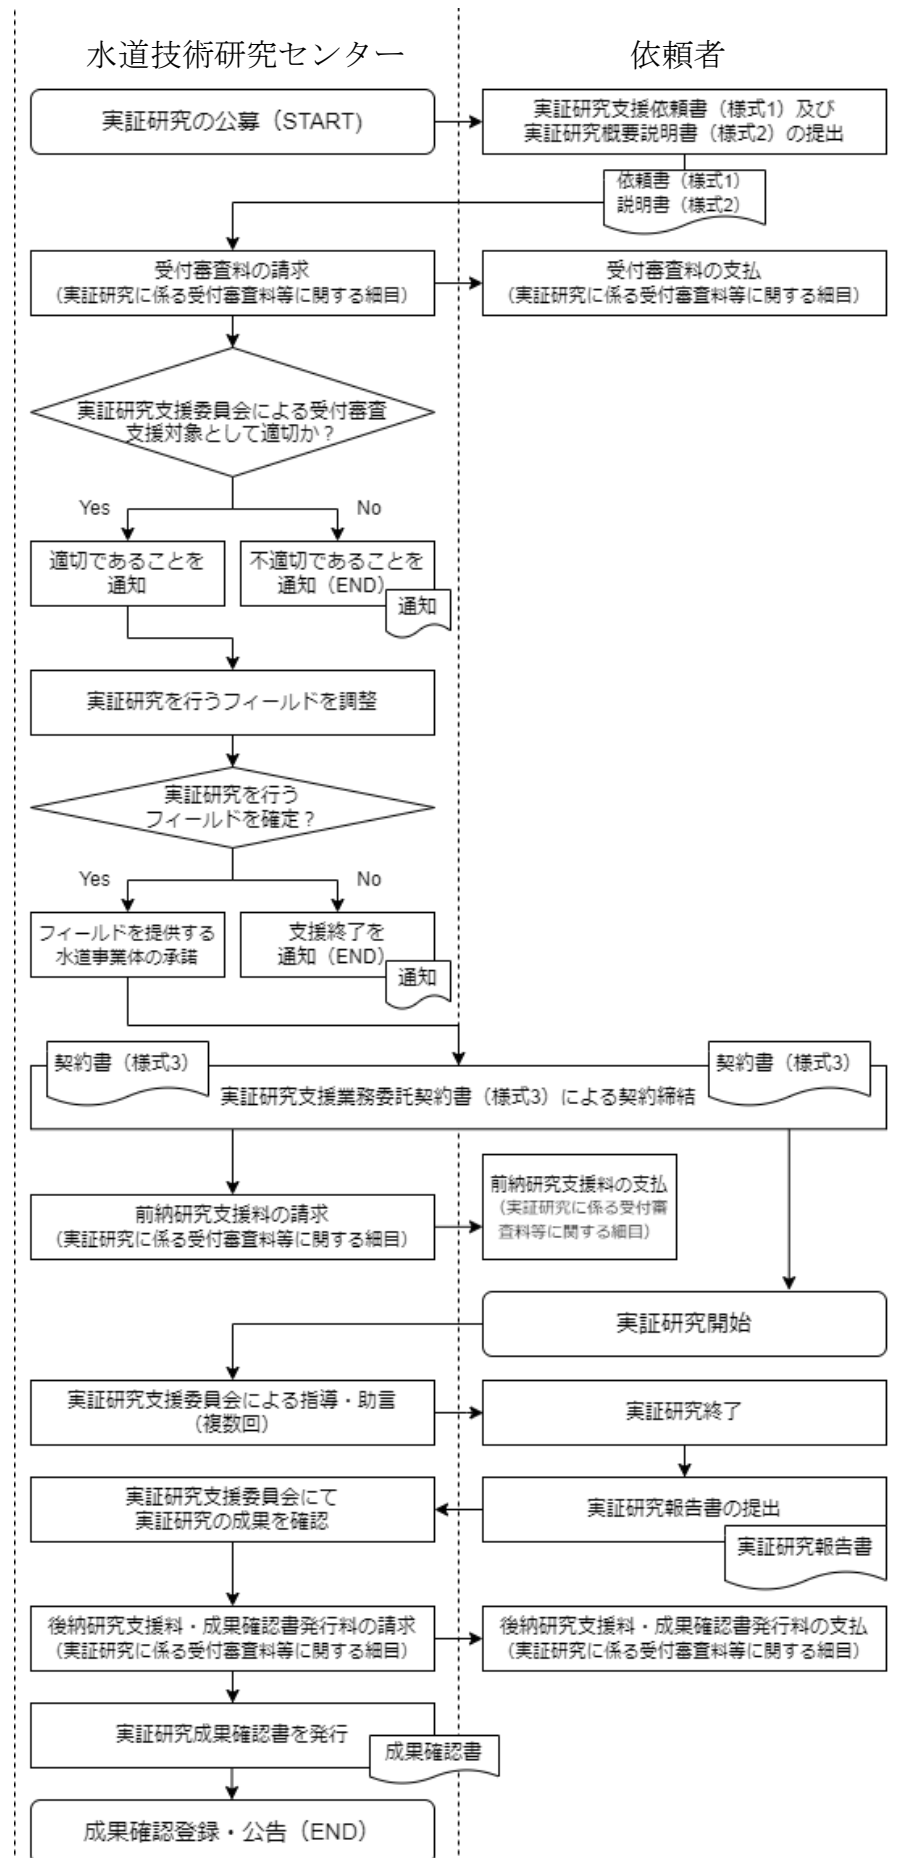 水道技術研究センター
依頼者
実証研究の公募（START)
実証研究支援依頼書（様式1）及び
実証研究概要説明書（様式2）の提出
依頼書（様式1）
説明書（様式2）
受付審査料の請求
（実証研究に係る受付審査料等に関する細目）
受付審査料の支払
（実証研究に係る受付審査料等に関する細目）
実証研究支援委員会による受付審査
支援対象として適切か？
Yes
No
適切であることを
通知
不適切であることを
通知（END）
通知
実証研究を行うフィールドを調整
実証研究を行う
フィールドを確定？
Yes
No
フィールドを提供する
水道事業体の承諾
支援終了を
通知（END）
通知
契約書（様式3）
契約書（様式3）
実証研究支援業務委託契約書（様式3）による契約締結
前納研究支援料の請求
（実証研究に係る受付審査料等に関する細目）
前納研究支援料の支払
（実証研究に係る受付審
査料等に関する細目）
実証研究開始
実証研究支援委員会による指導・助言
（複数回）
実証研究終了
実証研究支援委員会にて
実証研究の成果を確認
実証研究報告書の提出
実証研究報告書
後納研究支援料・成果確認書発行料の請求
（実証研究に係る受付審査料等に関する細目）
後納研究支援料・成果確認書発行料の支払
（実証研究に係る受付審査料等に関する細目）
実証研究成果確認書を発行
成果確認書
成果確認登録・公告（END）